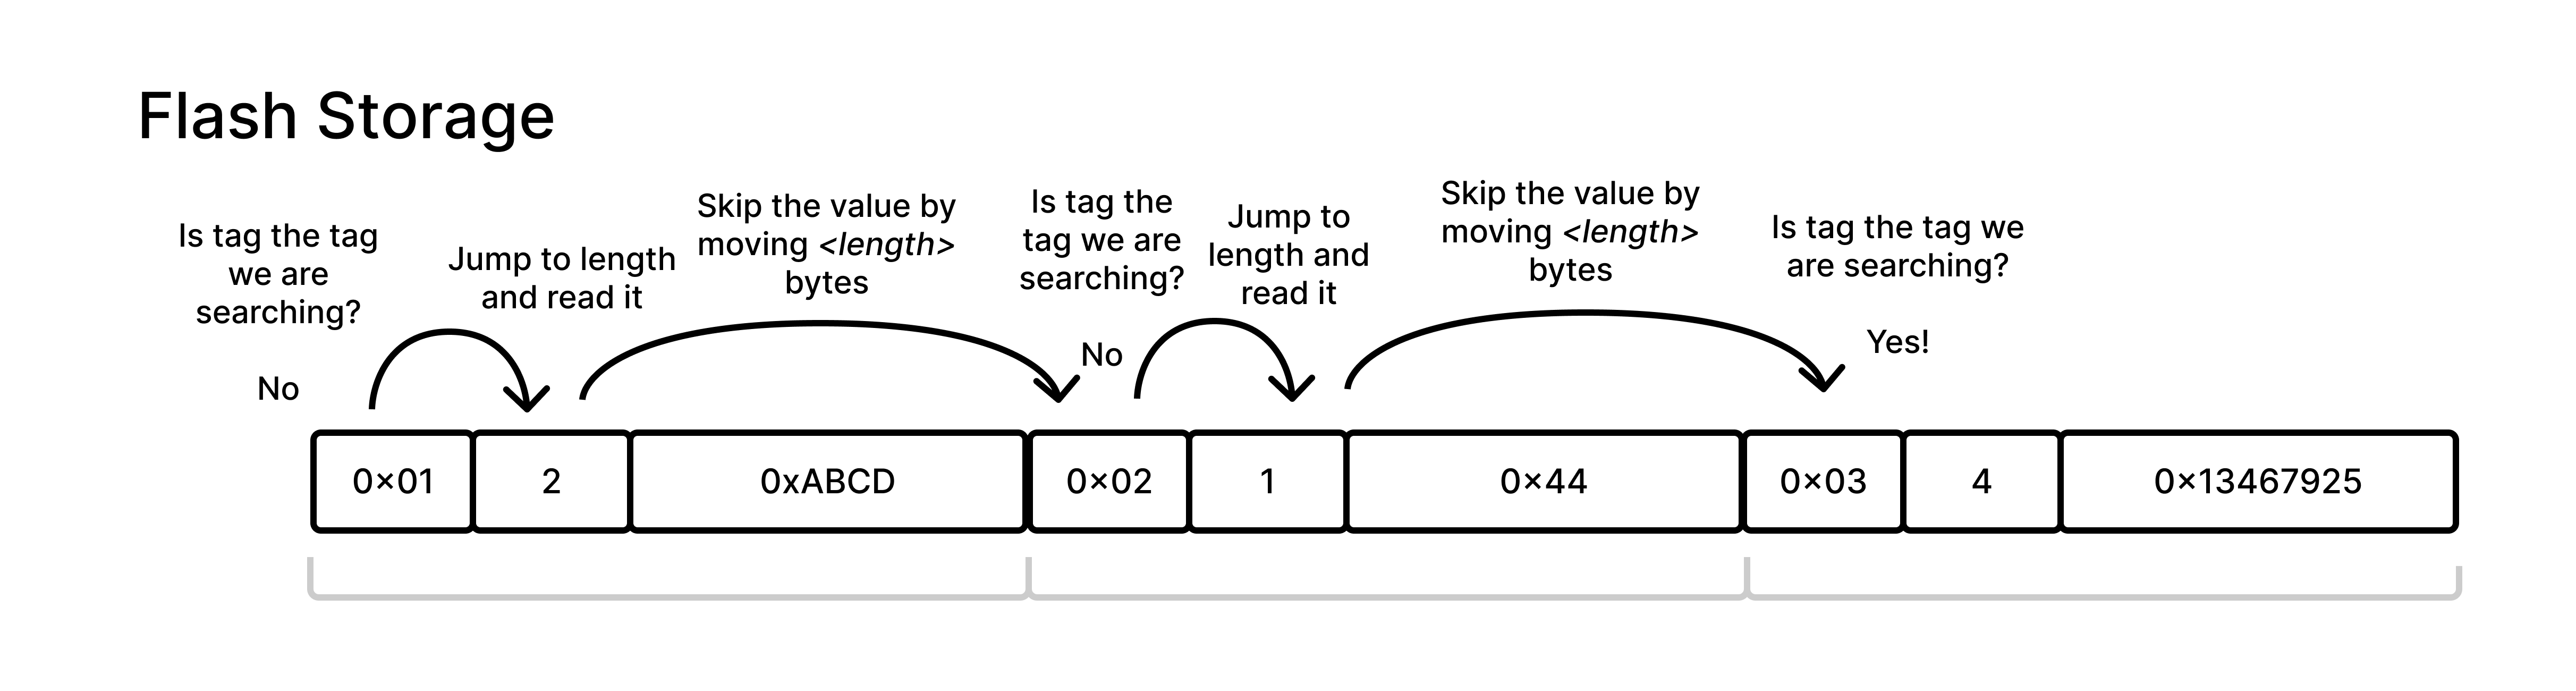 Flash Storage
Is tag the tag
we are
searching?
No
Jump to length
and read it
Skip the value by
moving <length>
bytes
Is tag the
tag we are
searching?
No
Jump to
length and
read it
Skip the value by
moving <length>
bytes
Is tag the tag we
are searching?
Yes!
0×01 2 0xABCD 0×02 1 0×44 0×03 4 0×13467925